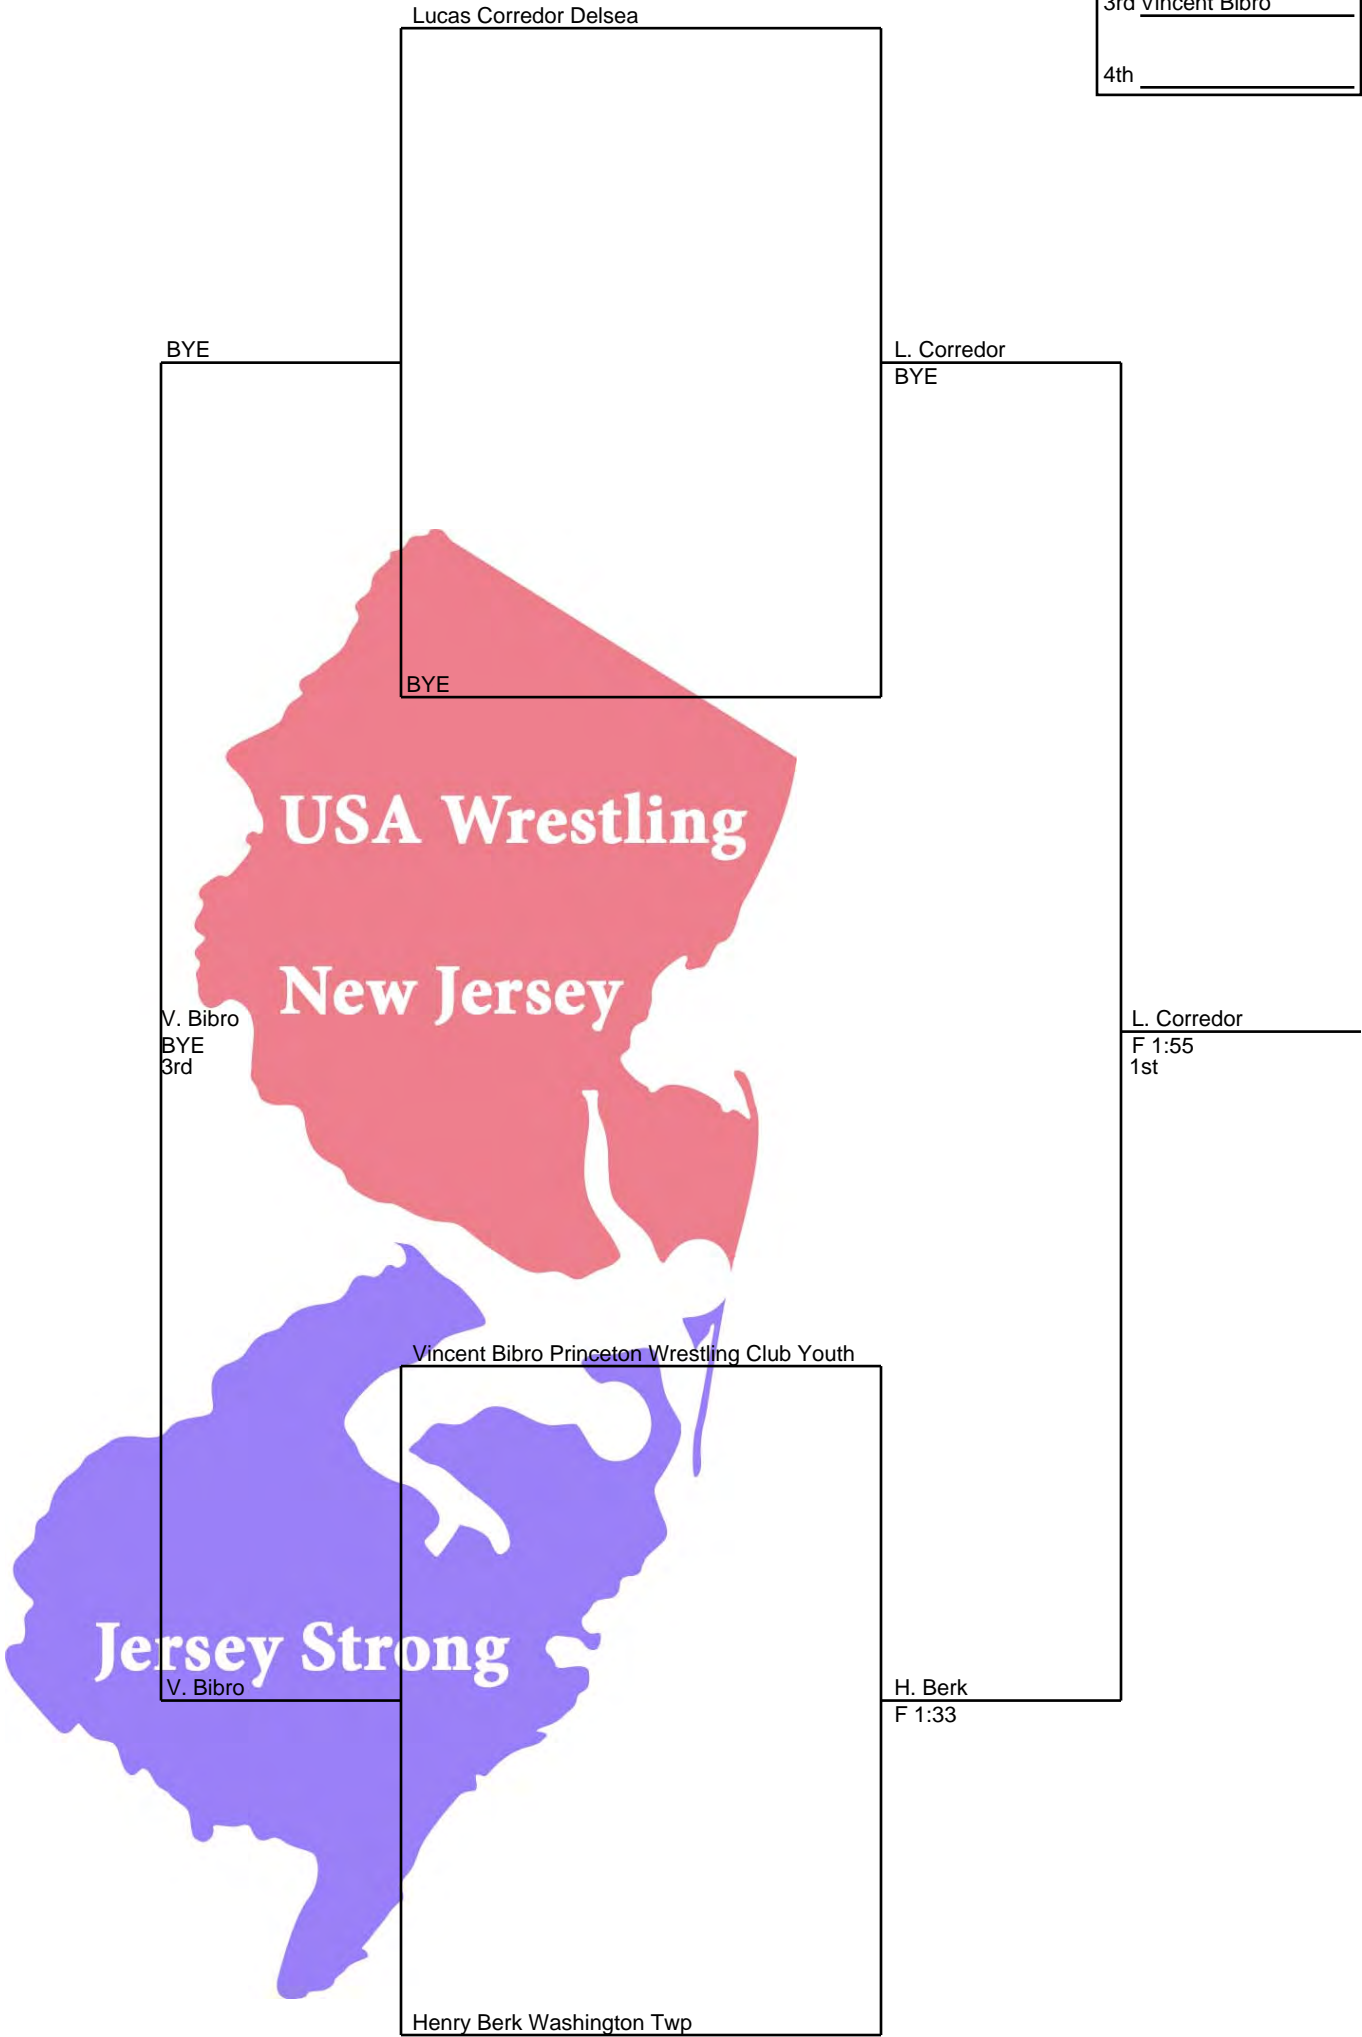 3rd Vincent Bibro
4th
Lucas Corredor Delsea
BYE
L. Corredor
BYE
BYE
USA Wrestling
New Jersey
V. Bibro
BYE
3rd
L. Corredor
F 1:55
1st
Vincent Bibro Princeton Wrestling Club Youth
Jersey Strong
V. Bibro
H. Berk
F 1:33
Henry Berk Washington Twp